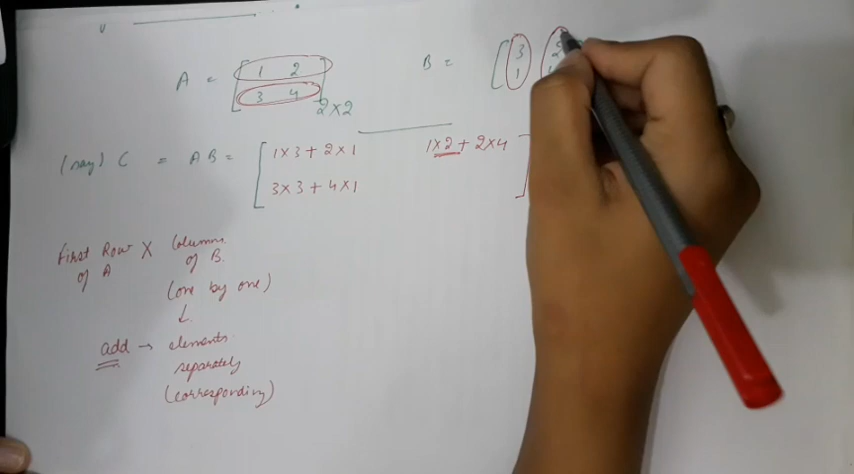 A = [ 1 2
3 4 ] 2×2
B = [ 3 2
1
(say) C = AB = [ 1×3 + 2×1 1×2 + 2×4 ]
3×3 + 4×1
First Row × Columns
of A of B.
(one by one)
↓
add → elements
separately
(corresponding)